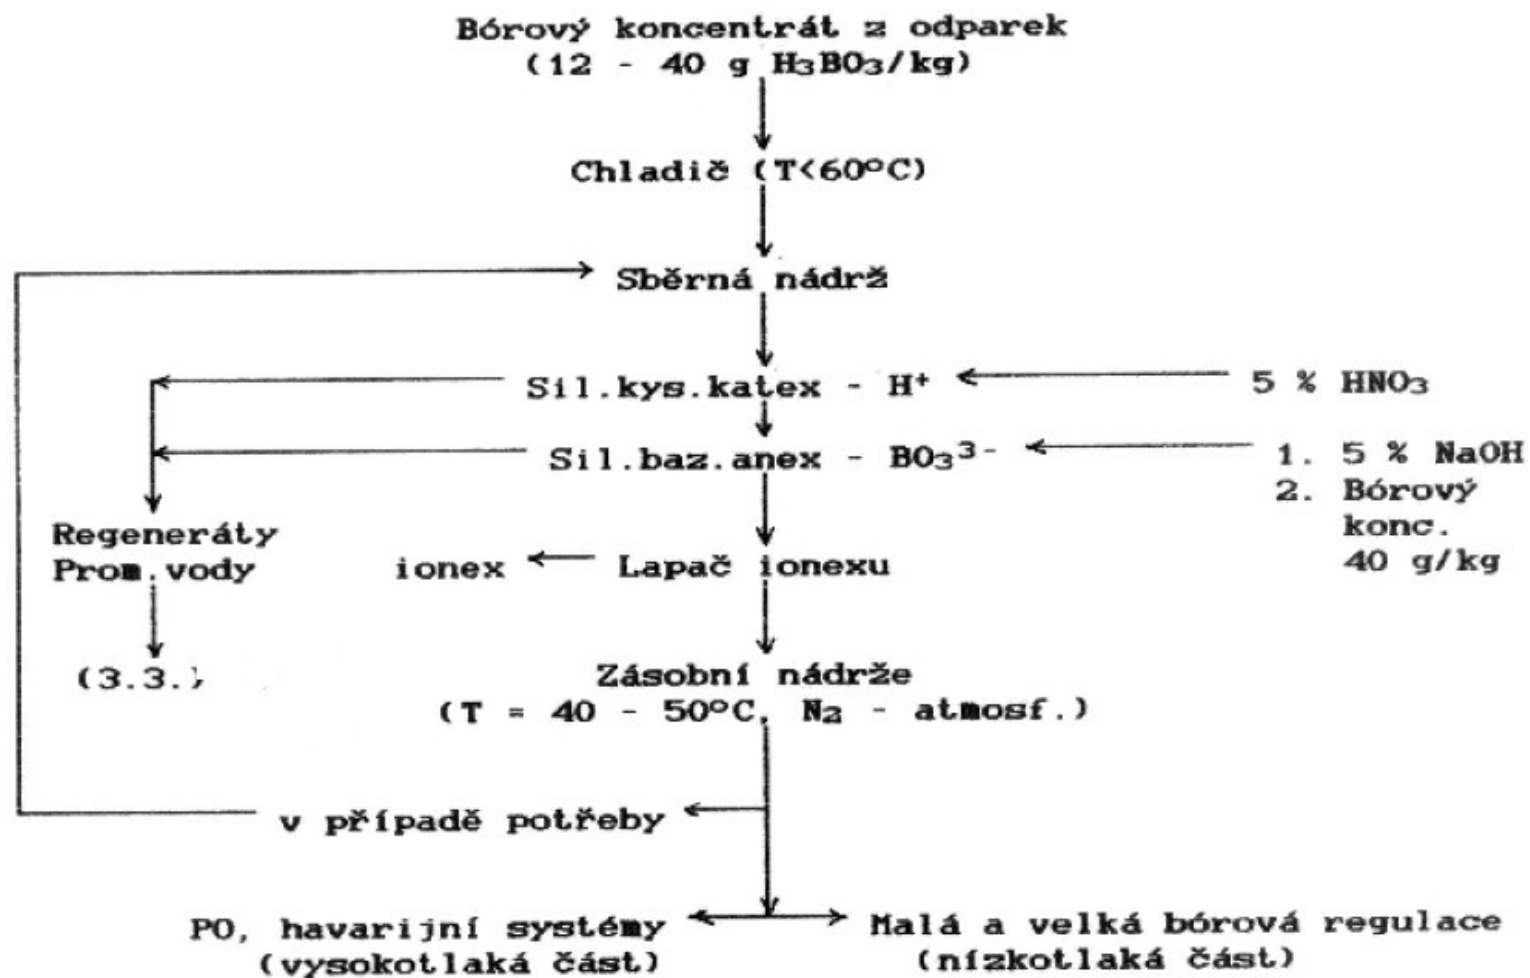 Bórový koncentrát z odparek
(12 - 40 g H₃BO₃/kg)
Chladič (T<60°C)
Sběrná nádrž
Sil.kys.katex - H⁺
5 % HNO₃
Sil.baz.anex - BO₃³⁻
1. 5 % NaOH
2. Bórový
konc.
40 g/kg
Regeneráty
Prom.vody
ionex
Lapač ionexu
(3.3.)
Zásobní nádrže
(T = 40 - 50°C, N₂ - atmosf.)
v případě potřeby
PO, havarijní systémy
(vysokotlaká část)
Malá a velká bórová regulace
(nízkotlaká část)